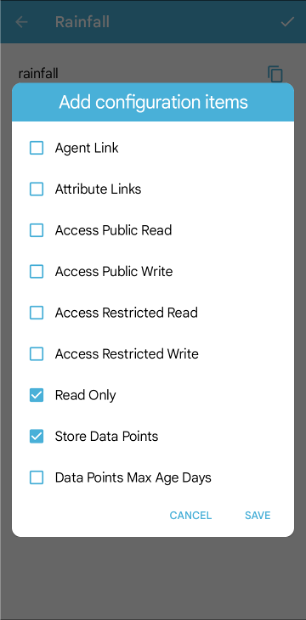 Rainfall
rainfall
Add configuration items
Agent Link
Attribute Links
Access Public Read
Access Public Write
Access Restricted Read
Access Restricted Write
Read Only
Store Data Points
Data Points Max Age Days
CANCEL SAVE